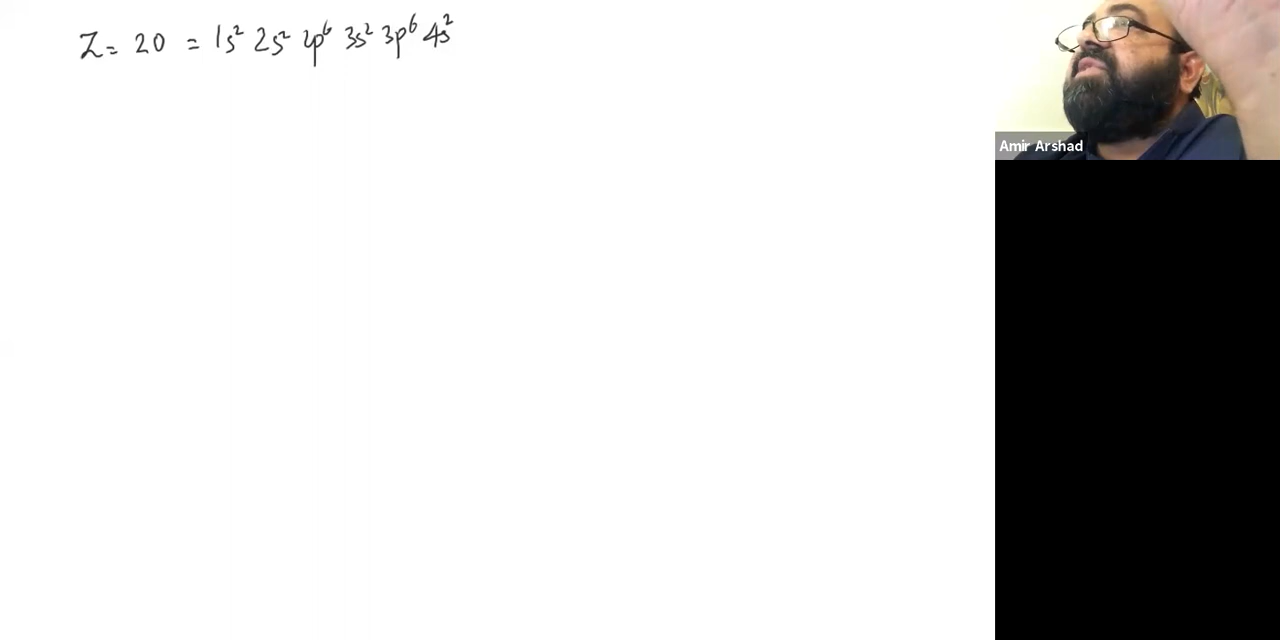 Z = 20 = 1s² 2s² 2p⁶ 3s² 3p⁶ 4s²
Amir Arshad